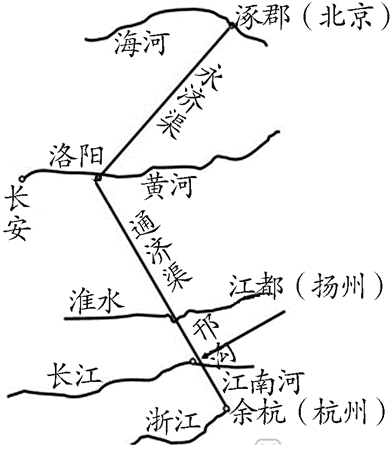 涿郡（北京）
海河
永济渠
洛阳
长安
黄河
通济渠
淮水
江都（扬州）
邗沟
长江
江南河
余杭（杭州）
浙江